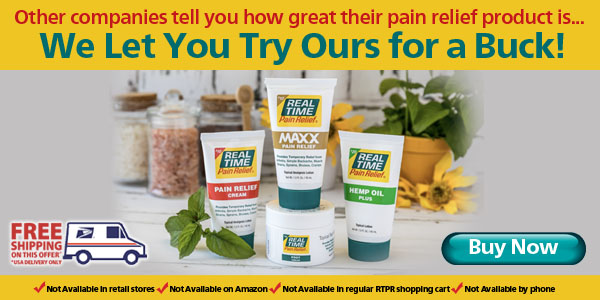 Other companies tell you how great their pain relief product is...
We Let You Try Ours for a Buck!
REAL
TIME
Pain Relief
MAXX
PAIN RELIEF
REAL
TIME
Pain Relief
PAIN RELIEF
CREAM
REAL
TIME
Pain Relief
HEMP OIL
PLUS
REAL
TIME
Pain Relief
FREE
SHIPPING
ON THIS OFFER*
*USA DELIVERY ONLY
Buy Now
Not Available in retail stores Not Available on Amazon Not Available in regular RTPR shopping cart Not Available by phone